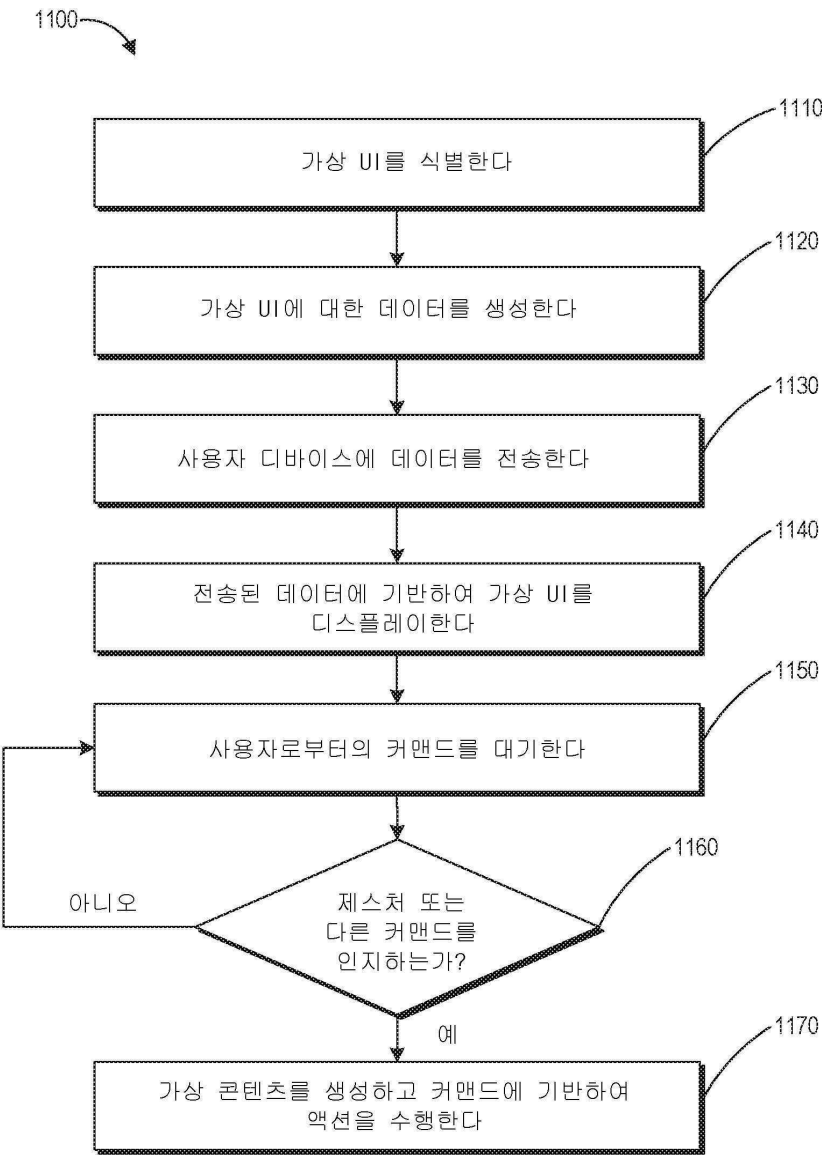 1100
1110
가상 UI를 식별한다
1120
가상 UI에 대한 데이터를 생성한다
1130
사용자 디바이스에 데이터를 전송한다
1140
전송된 데이터에 기반하여 가상 UI를
디스플레이한다
1150
사용자로부터의 커맨드를 대기한다
1160
아니오
제스처 또는
다른 커맨드를
인지하는가?
예
1170
가상 콘텐츠를 생성하고 커맨드에 기반하여
액션을 수행한다